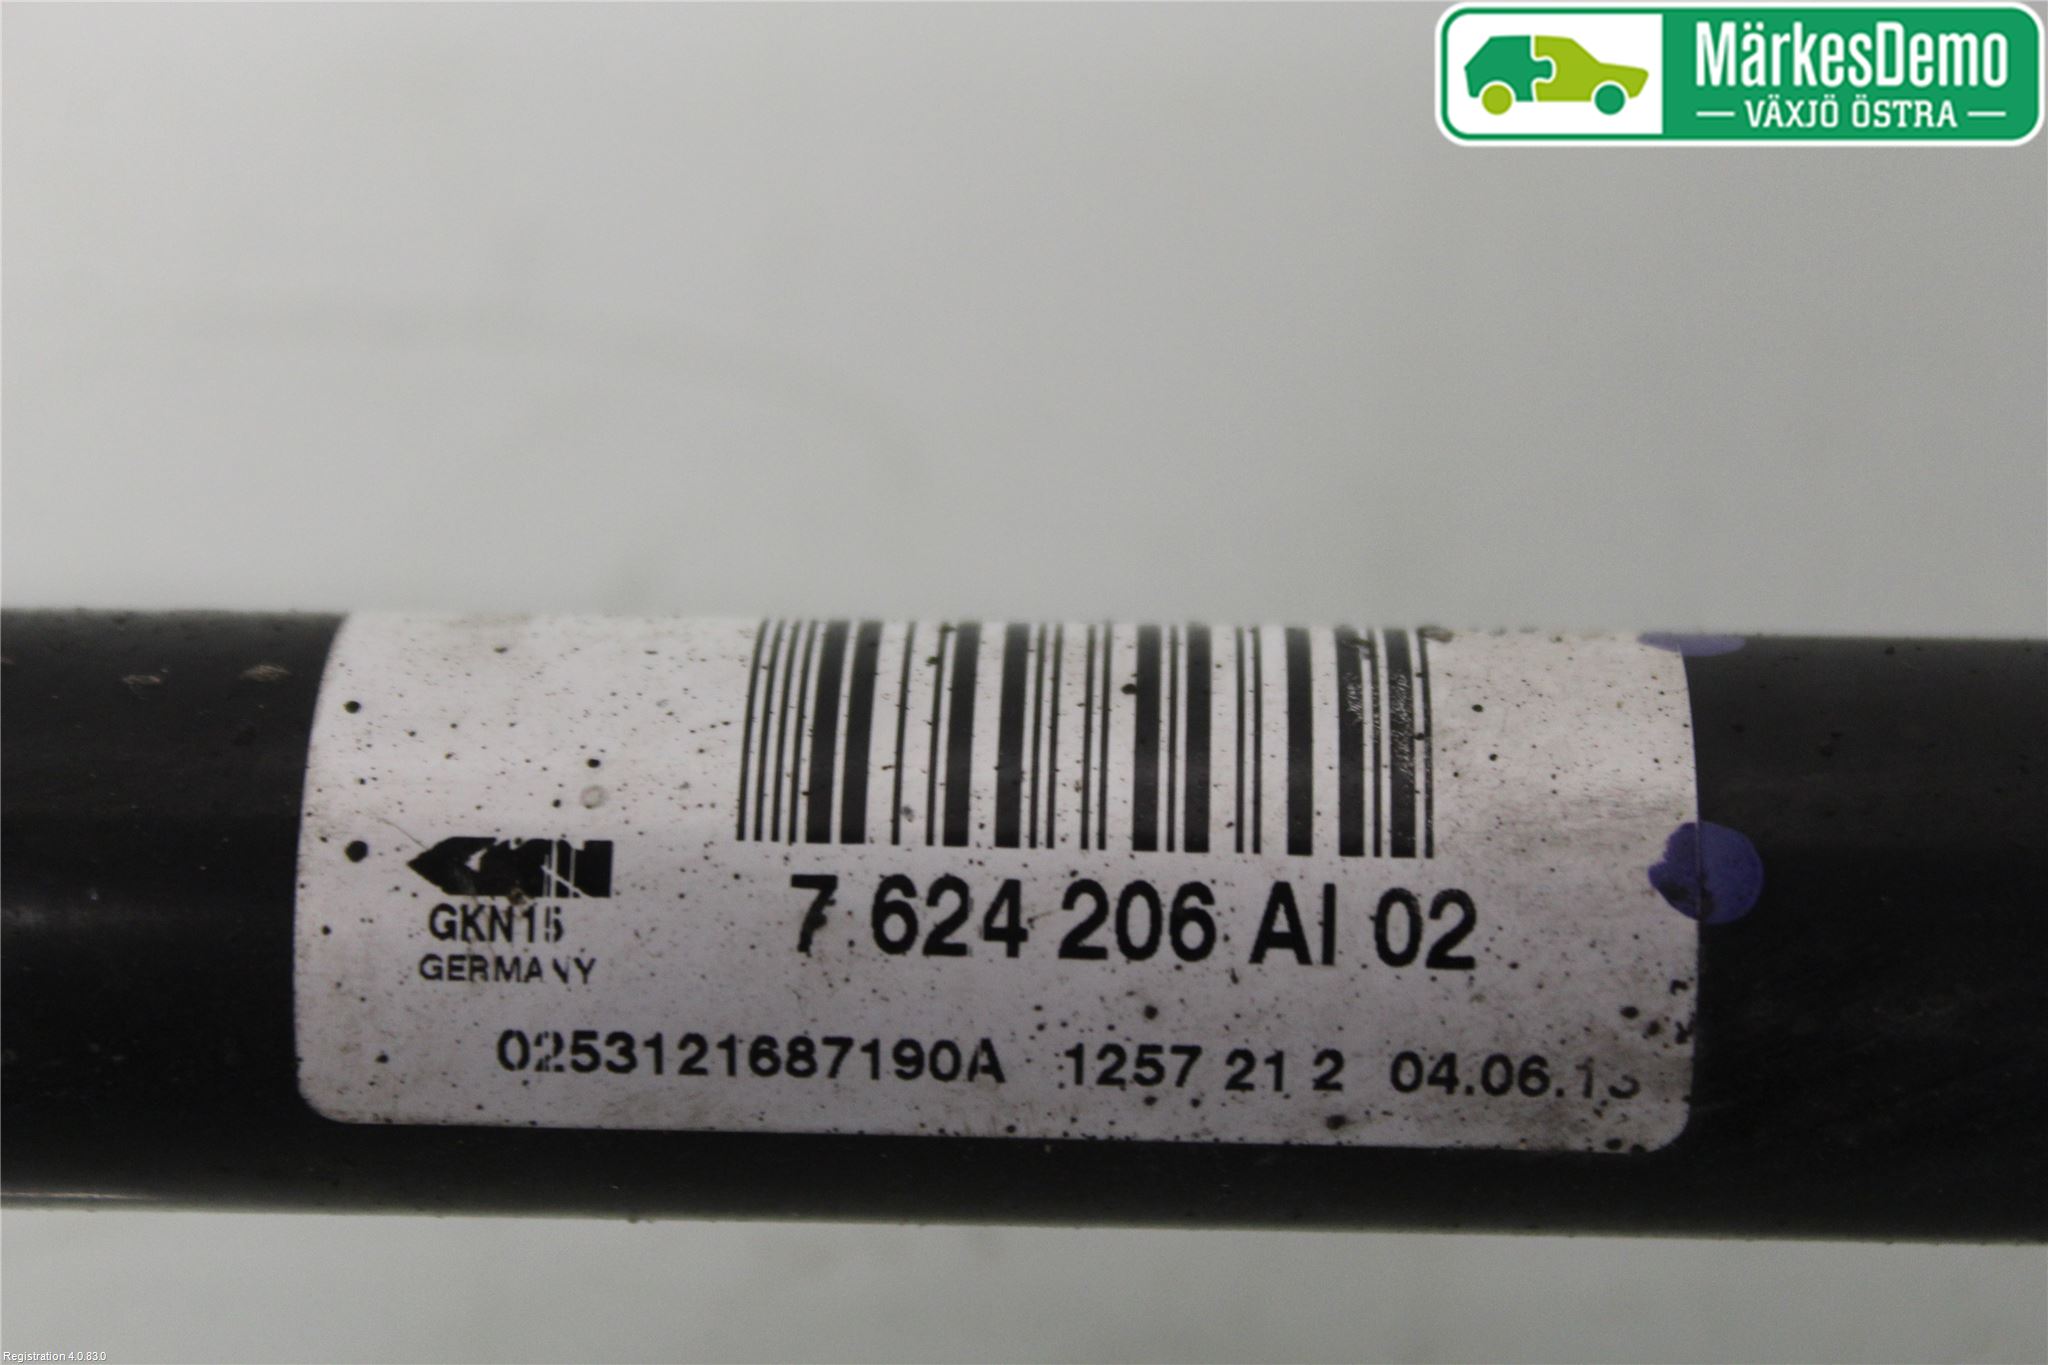 MärkesDemo
VÄXJÖ ÖSTRA
GKN
GKN15
GERMANY
7 624 206 AI 02
0253121687190A 1257 21 2 04.06.13
Registration 4.0.83.0